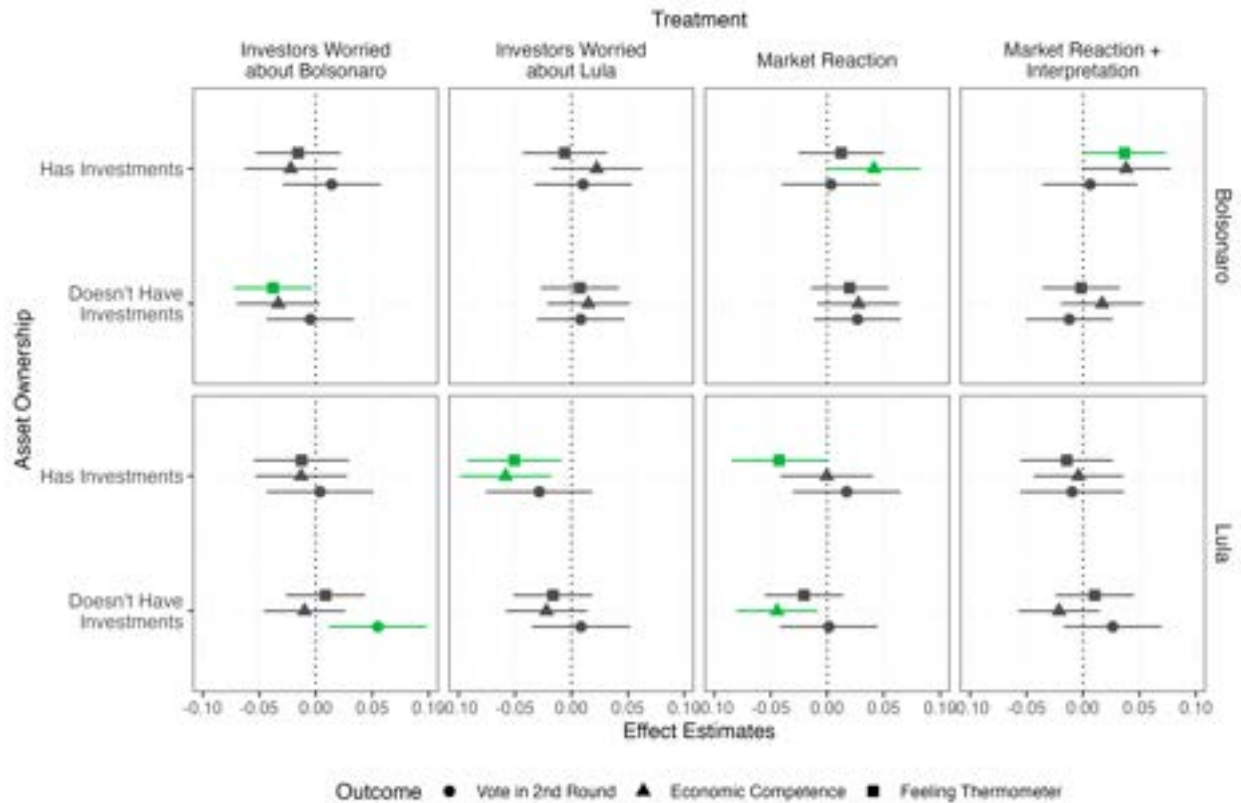 Treatment
Investors Worried
about Bolsonaro
Investors Worried
about Lula
Market Reaction
Market Reaction +
Interpretation
Asset Ownership
Has Investments
Doesn't Have
Investments
Bolsonaro
Has Investments
Doesn't Have
Investments
Lula
-0.10 -0.05 0.00 0.05 0.10
-0.10 -0.05 0.00 0.05 0.10
-0.10 -0.05 0.00 0.05 0.10
-0.10 -0.05 0.00 0.05 0.10
Effect Estimates
Outcome Vote in 2nd Round Economic Competence Feeling Thermometer